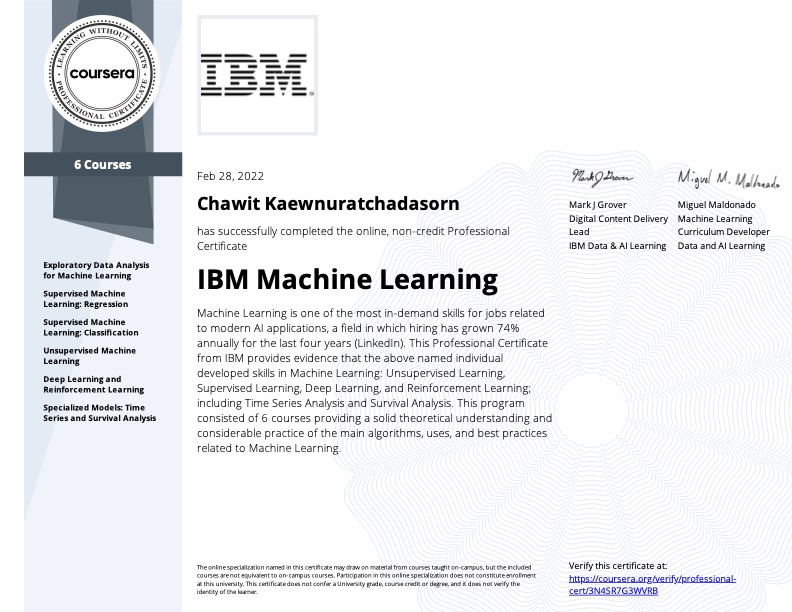 LEARNING WITHOUT LIMITS
coursera
PROFESSIONAL CERTIFICATE
IBM
6 Courses
Exploratory Data Analysis
for Machine Learning
Supervised Machine
Learning: Regression
Supervised Machine
Learning: Classification
Unsupervised Machine
Learning
Deep Learning and
Reinforcement Learning
Specialized Models: Time
Series and Survival Analysis
Feb 28, 2022
Chawit Kaewnuratchadasorn
has successfully completed the online, non-credit Professional
Certificate
IBM Machine Learning
Machine Learning is one of the most in-demand skills for jobs related
to modern AI applications, a field in which hiring has grown 74%
annually for the last four years (LinkedIn). This Professional Certificate
from IBM provides evidence that the above named individual
developed skills in Machine Learning: Unsupervised Learning,
Supervised Learning, Deep Learning, and Reinforcement Learning;
including Time Series Analysis and Survival Analysis. This program
consisted of 6 courses providing a solid theoretical understanding and
considerable practice of the main algorithms, uses, and best practices
related to Machine Learning.
Mark J Grover
Mark J Grover
Digital Content Delivery
Lead
IBM Data & AI Learning
Miguel M. Maldonado
Miguel Maldonado
Machine Learning
Curriculum Developer
Data and AI Learning
The online specialization named in this certificate may draw on material from courses taught on-campus, but the included
courses are not equivalent to on-campus courses. Participation in this online specialization does not constitute enrollment
at this university. This certificate does not confer a University grade, course credit or degree, and it does not verify the
identity of the learner.
Verify this certificate at:
https://coursera.org/verify/professional-
cert/3N4SR7G3WVRB